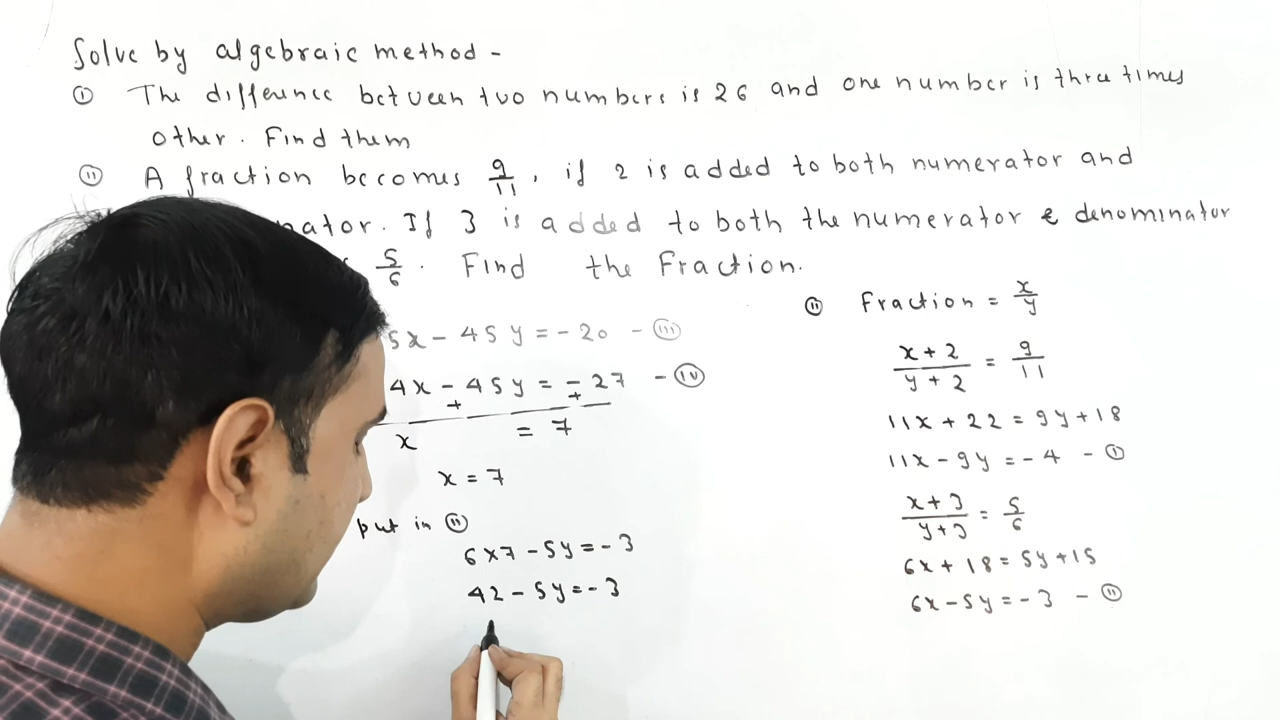 Solve by algebraic method -
① The difference between two numbers is 26 and one number is three times
other. Find them
⑪ A fraction becomes 9/11, if 2 is added to both numerator and
nator. If 3 is added to both the numerator & denominator
5/6. Find the Fraction.
5x - 45y = -20 - ⑪ı
4x - 45y = -27 - ⓘᵥ
+ +
x = 7
x = 7
put in ⑪
6x7 - 5y = -3
42 - 5y = -3
⑪ Fraction = x/y
x+2/y+2 = 9/11
11x + 22 = 9y + 18
11x - 9y = -4 - ①
x+3/y+3 = 5/6
6x + 18 = 5y + 15
6x - 5y = -3 - ⑪